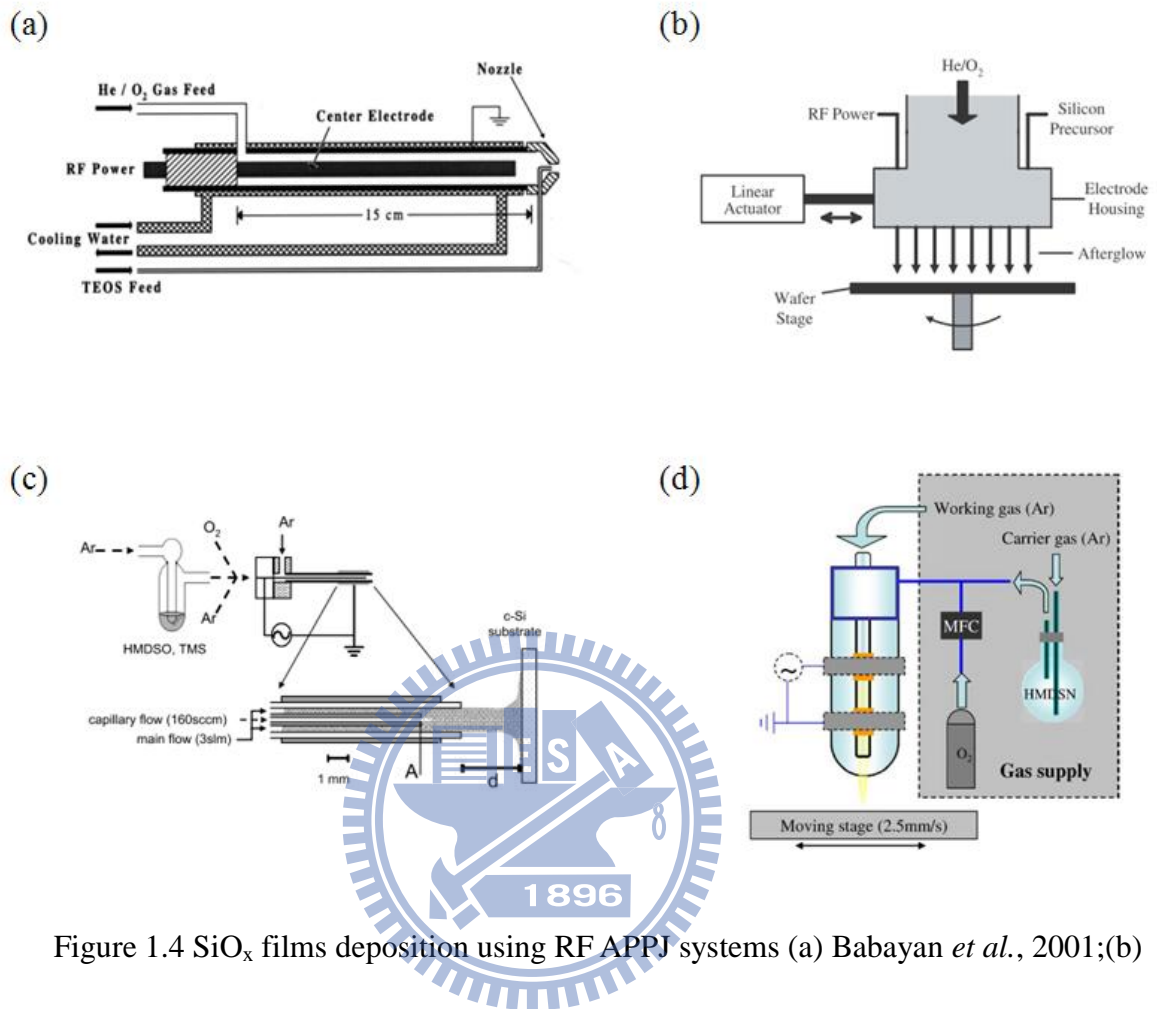 (a)
He / O₂ Gas Feed
Nozzle
Center Electrode
RF Power
15 cm
Cooling Water
TEOS Feed
(b)
He/O₂
RF Power
Silicon
Precursor
Linear
Actuator
Electrode
Housing
Afterglow
Wafer
Stage
(c)
O₂
Ar
Ar
Ar
HMDSO, TMS
c-Si
substrate
capillary flow (160sccm)
main flow (3slm)
1 mm
A
d
(d)
Working gas (Ar)
Carrier gas (Ar)
MFC
HMDSN
O₂
Gas supply
Moving stage (2.5mm/s)
E S A
1896
Figure 1.4 SiOₓ films deposition using RF APPJ systems (a) Babayan et al., 2001;(b)